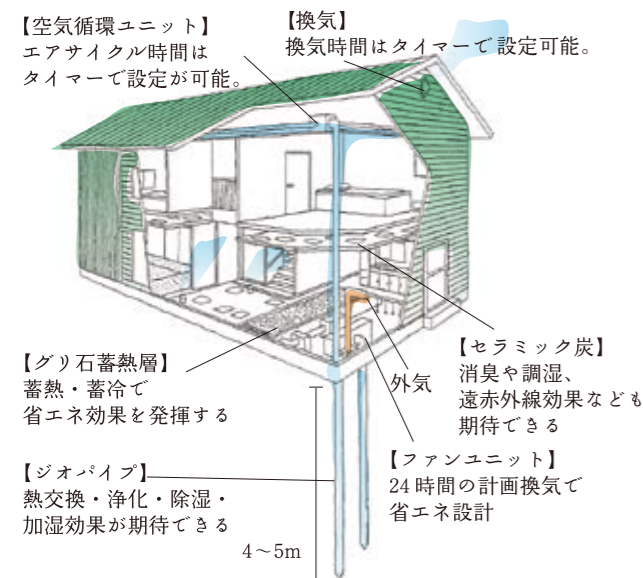 【空気循環ユニット】
エアサイクル時間は
タイマーで設定が可能。
【換気】
換気時間はタイマーで設定可能。
【グリ石蓄熱層】
蓄熱・蓄冷で
省エネ効果を発揮する
外気
【セラミック炭】
消臭や調湿、
遠赤外線効果なども
期待できる
【ジオパイプ】
熱交換・浄化・除湿・
加湿効果が期待できる
【ファンユニット】
24時間の計画換気で
省エネ設計
4〜5m